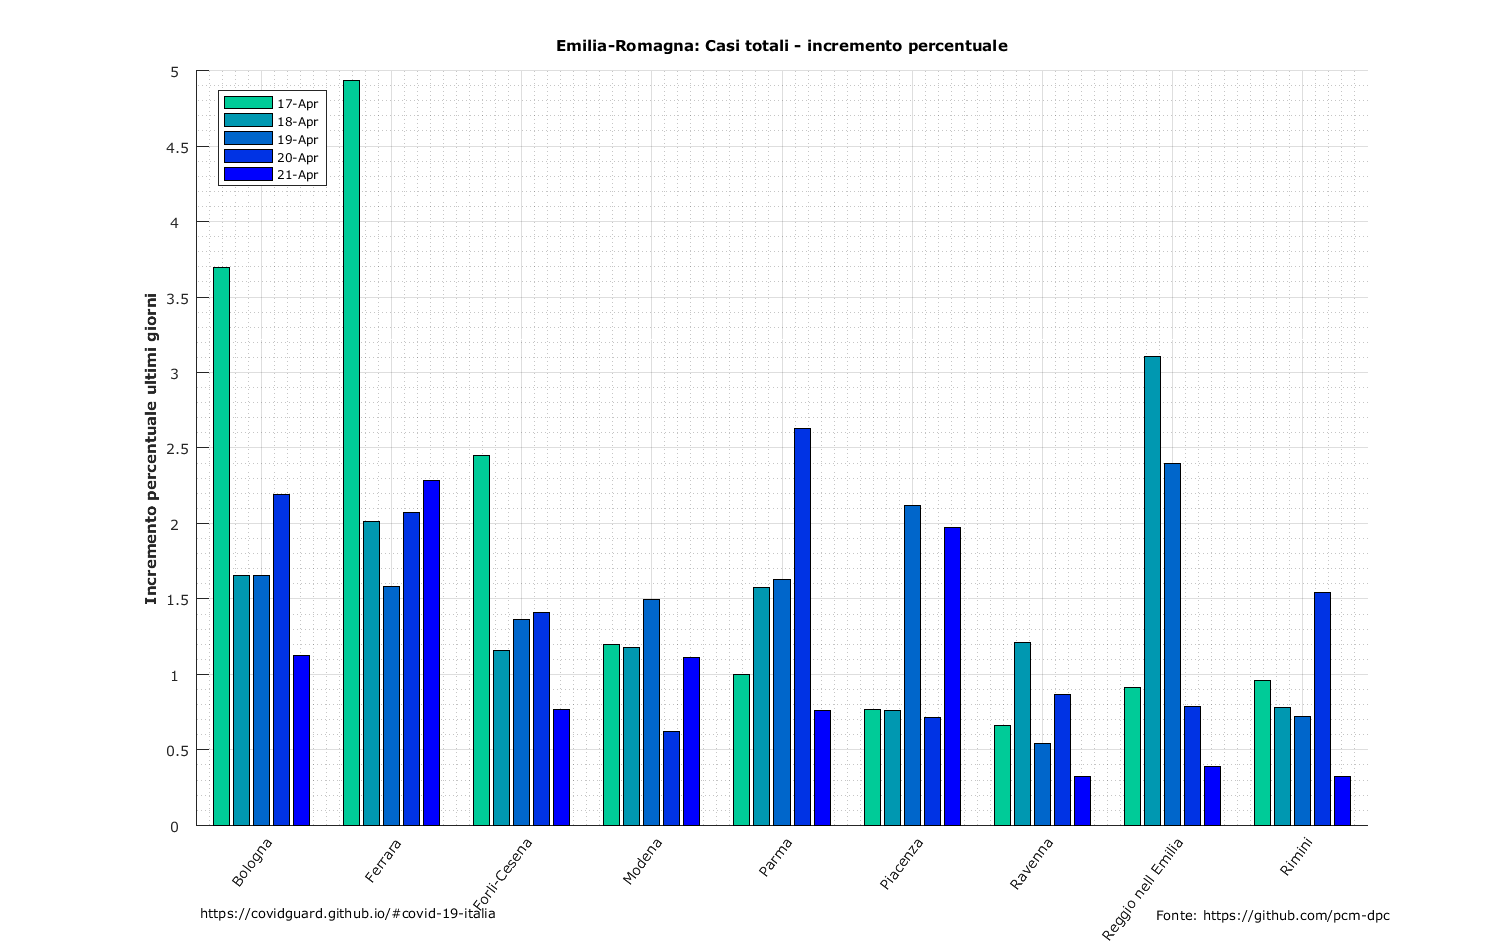 Emilia-Romagna: Casi totali - incremento percentuale
5
4.5
4
3.5
3
2.5
2
1.5
1
0.5
0
Incremento percentuale ultimi giorni
17-Apr
18-Apr
19-Apr
20-Apr
21-Apr
Bologna
Ferrara
Forlì-Cesena
Modena
Parma
Piacenza
Ravenna
Reggio nell Emilia
Rimini
https://covidguard.github.io/#covid-19-italia
Fonte: https://github.com/pcm-dpc